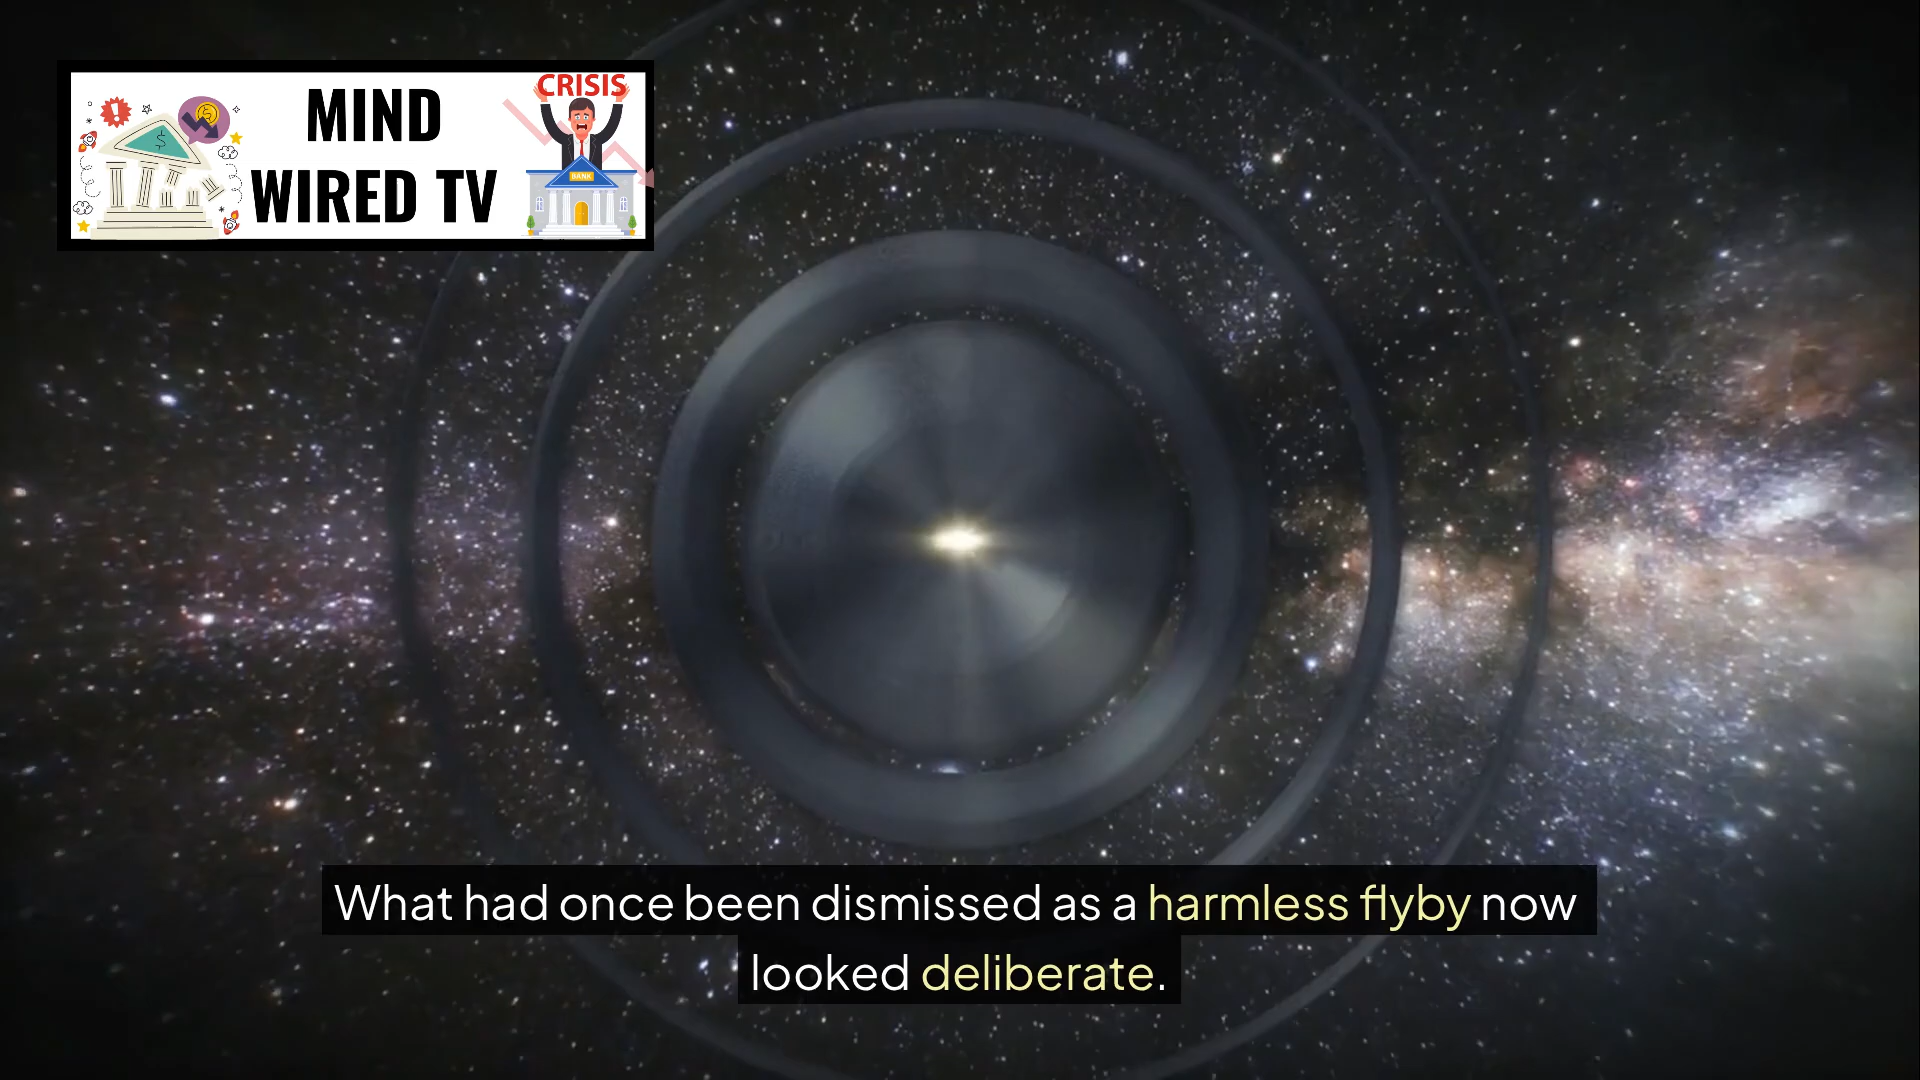 CRISIS
MIND
WIRED TV
BANK
What had once been dismissed as a harmless flyby now
looked deliberate.